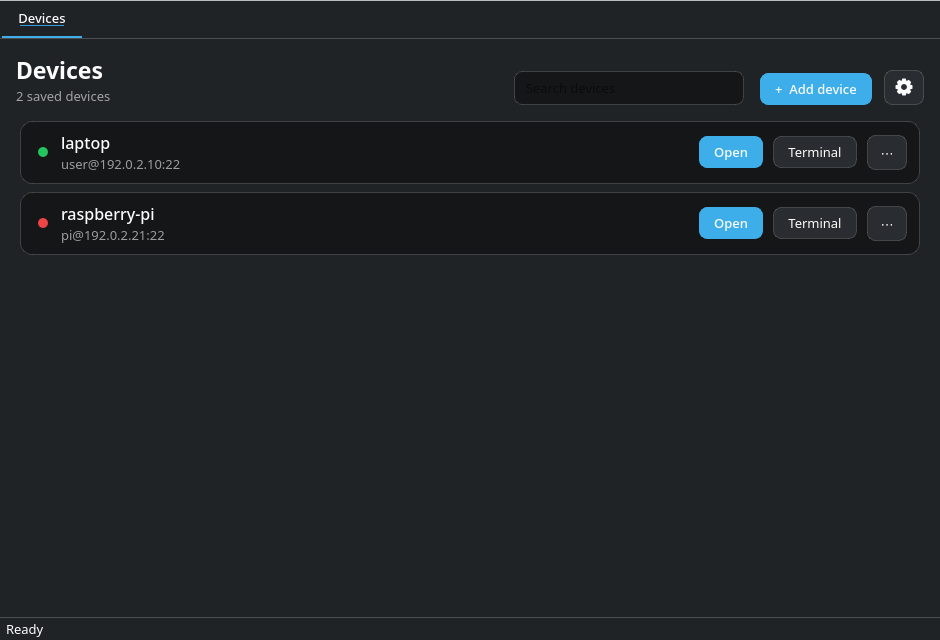 Devices
Devices
2 saved devices
Search devices
+ Add device
laptop
user@192.0.2.10:22
Open
Terminal
...
raspberry-pi
pi@192.0.2.21:22
Open
Terminal
...
Ready